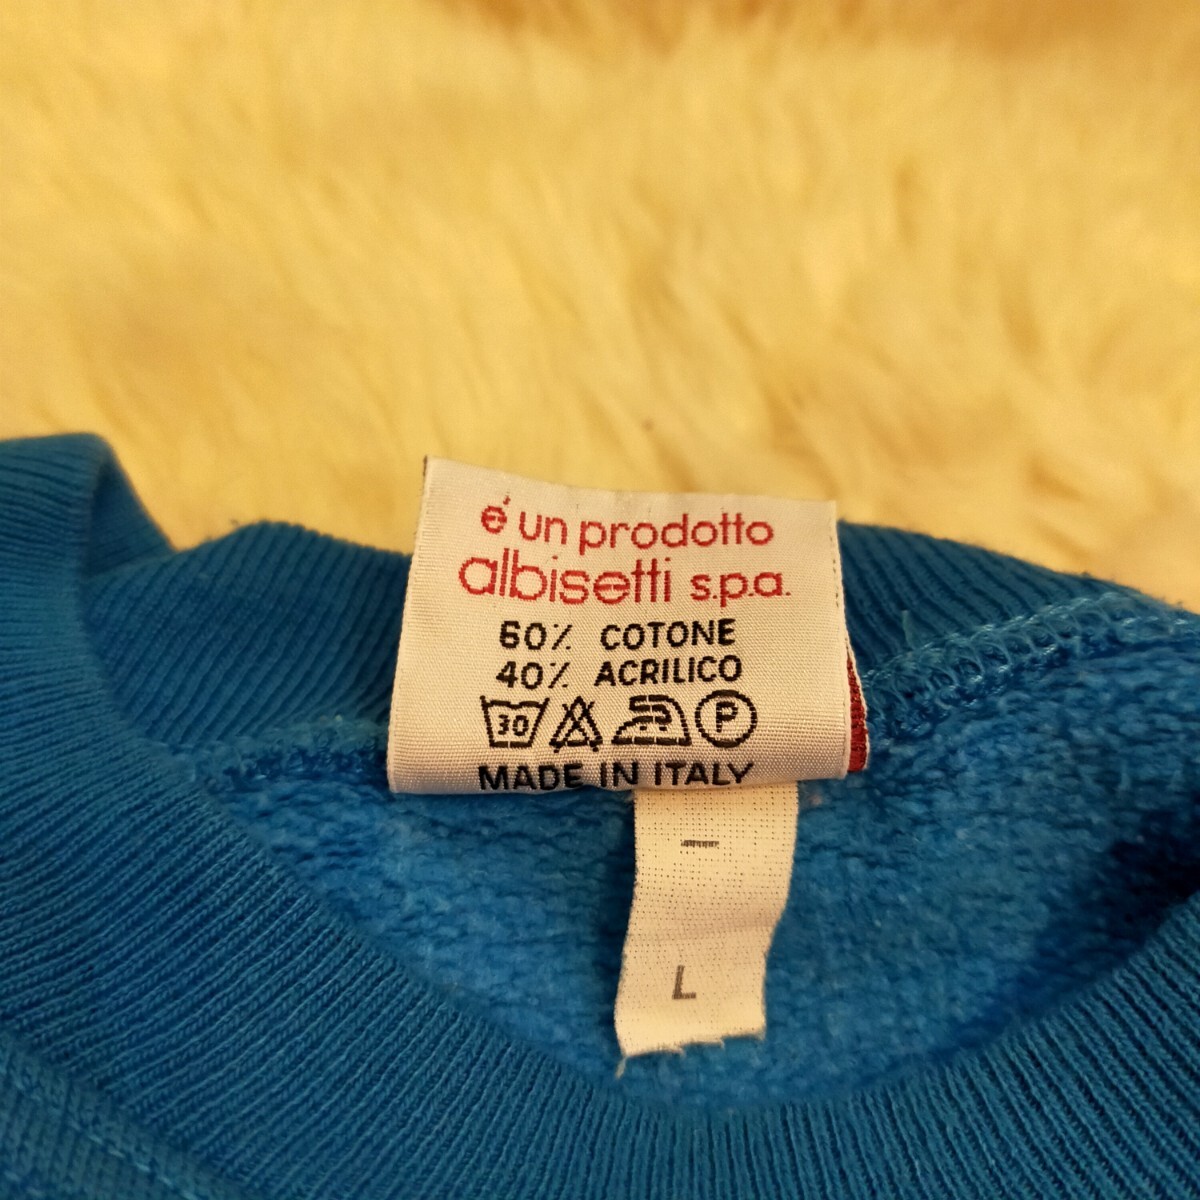 é un prodotto
albisetti s.p.a.
60% COTONE
40% ACRILICO
30 P
MADE IN ITALY
L